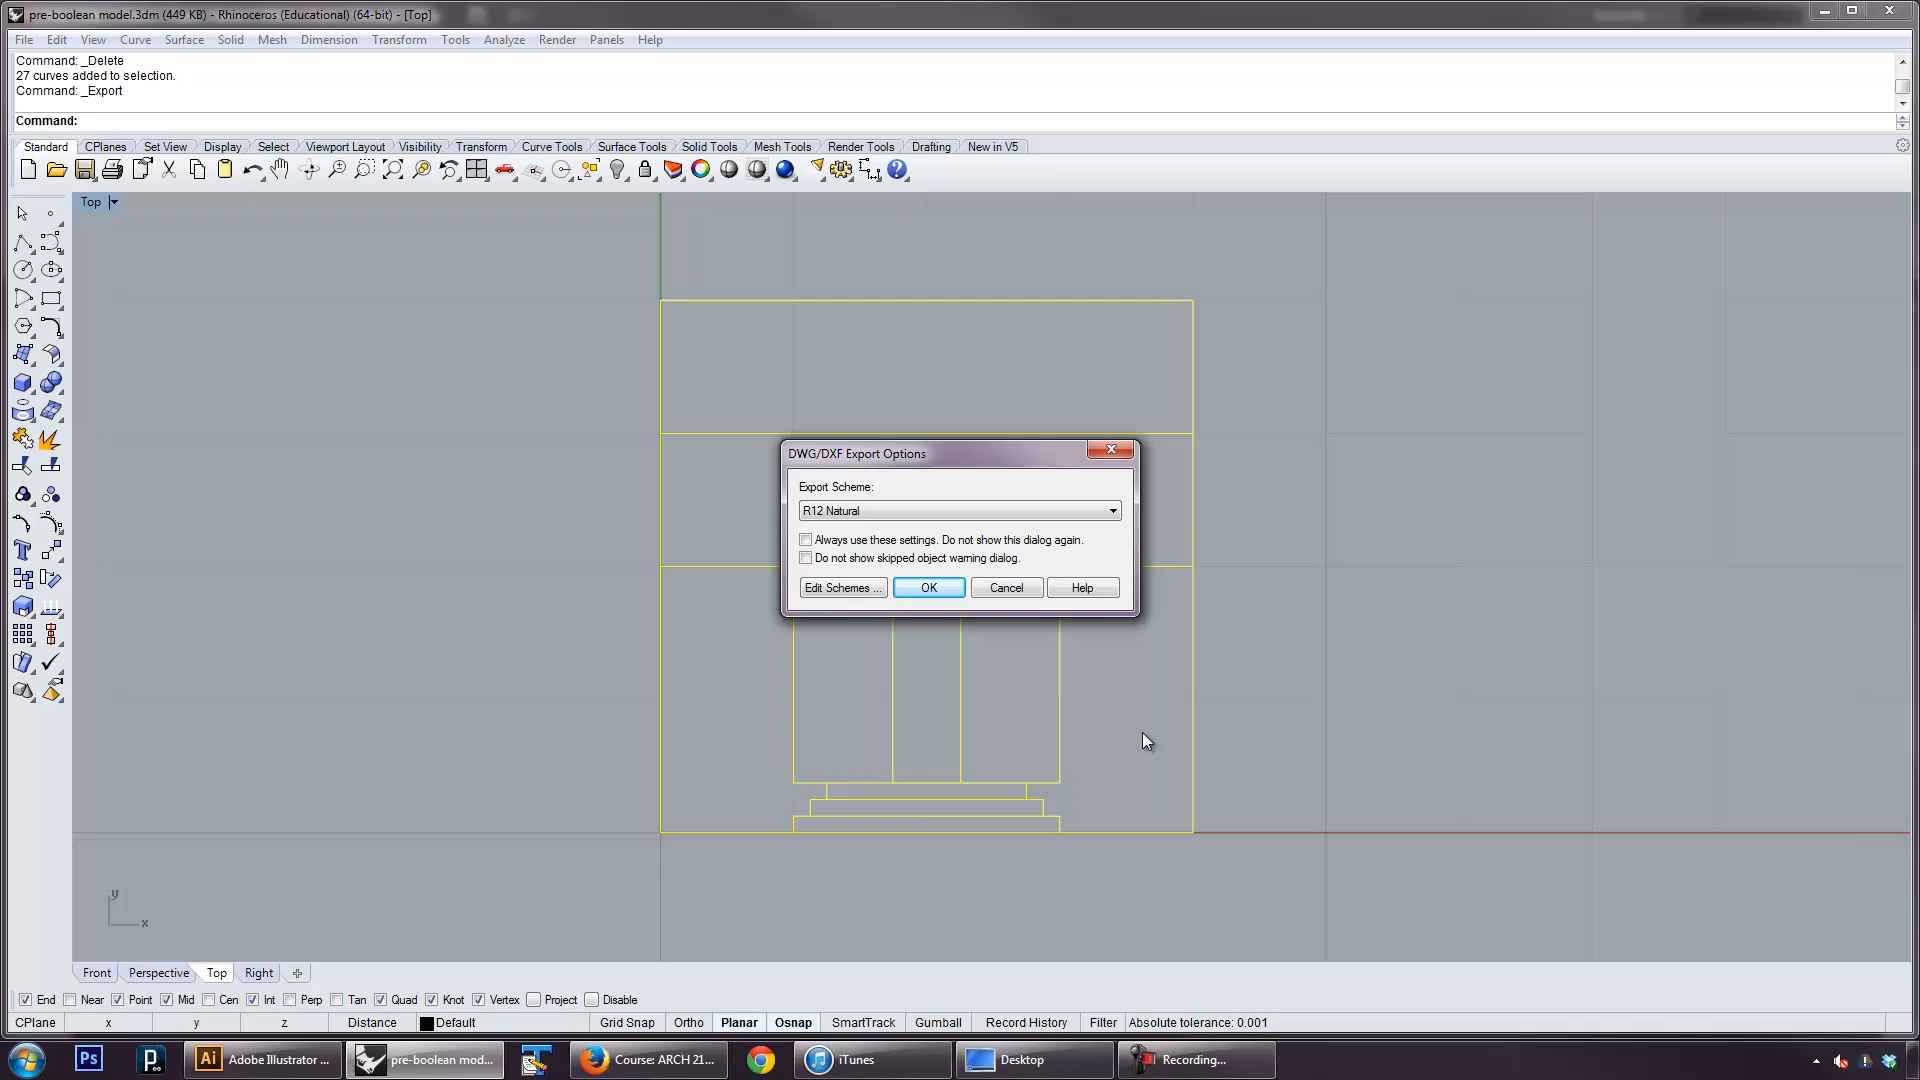 pre-boolean model.3dm (449 KB) - Rhinoceros (Educational) (64-bit) - [Top]
File Edit View Curve Surface Solid Mesh Dimension Transform Tools Analyze Render Panels Help
Command: _Delete
27 curves added to selection.
Command: _Export
Command:
Standard CPlanes Set View Display Select Viewport Layout Visibility Transform Curve Tools Surface Tools Solid Tools Mesh Tools Render Tools Drafting New in V5
Top
DWG/DXF Export Options
Export Scheme:
R12 Natural
Always use these settings. Do not show this dialog again.
Do not show skipped object warning dialog.
Edit Schemes ... OK Cancel Help
y
x
Front Perspective Top Right
End Near Point Mid Cen Int Perp Tan Quad Knot Vertex Project Disable
CPlane x y z Distance Default Grid Snap Ortho Planar Osnap SmartTrack Gumball Record History Filter Absolute tolerance: 0.001
Ps Ai Adobe Illustrator ... pre-boolean mod... Course: ARCH 21... iTunes Desktop Recording...